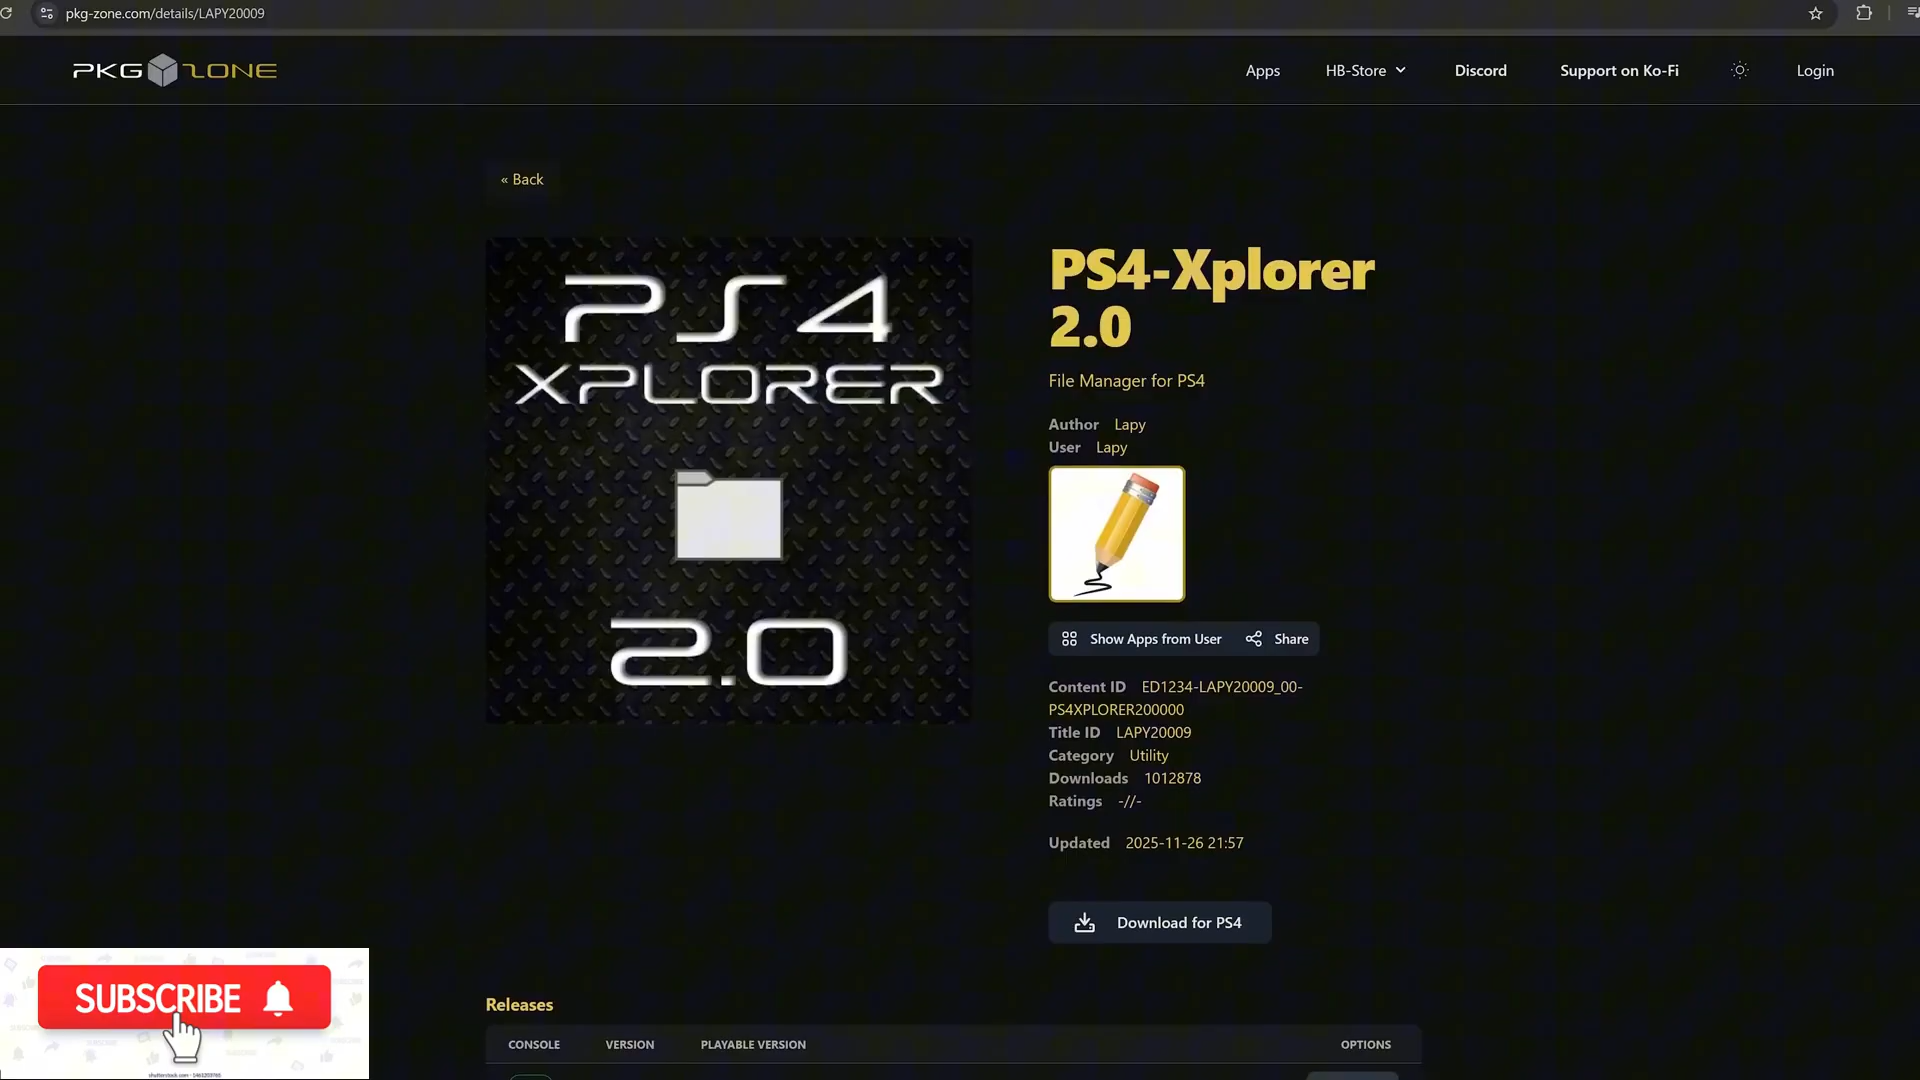 pkg-zone.com/details/LAPY20009
PKG ZONE
Apps
HB-Store
Discord
Support on Ko-Fi
Login
« Back
PS4
XPLORER
2.0
PS4-Xplorer
2.0
File Manager for PS4
Author Lapy
User Lapy
Show Apps from User
Share
Content ID ED1234-LAPY20009_00-
PS4XPLORER200000
Title ID LAPY20009
Category Utility
Downloads 1012878
Ratings -//-
Updated 2025-11-26 21:57
Download for PS4
SUBSCRIBE
shutterstock.com · 1461203765
Releases
CONSOLE VERSION PLAYABLE VERSION OPTIONS